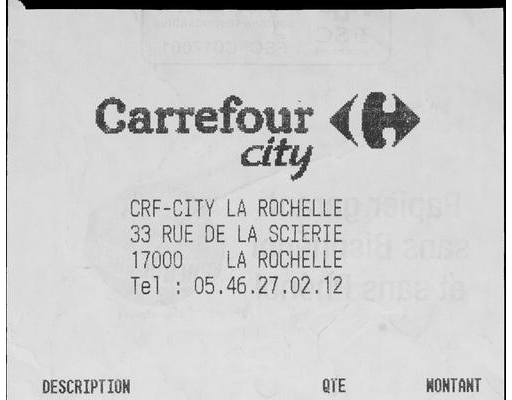 Carrefour
city
CRF-CITY LA ROCHELLE
33 RUE DE LA SCIERIE
17000 LA ROCHELLE
Tel : 05.46.27.02.12
DESCRIPTION QTE MONTANT